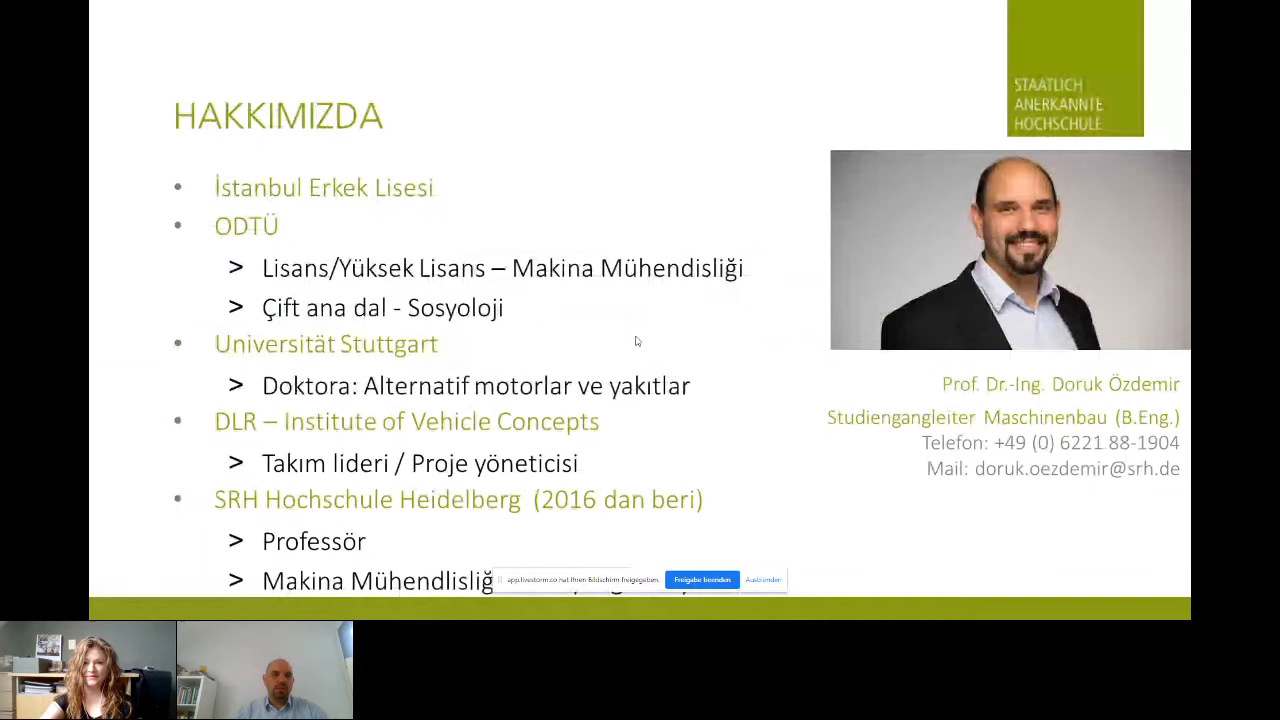 STAATLICH
ANERKANNTE
HOCHSCHULE
HAKKIMIZDA
• İstanbul Erkek Lisesi
• ODTÜ
> Lisans/Yüksek Lisans – Makina Mühendisliği
> Çift ana dal - Sosyoloji
• Universität Stuttgart
> Doktora: Alternatif motorlar ve yakıtlar
• DLR – Institute of Vehicle Concepts
> Takım lideri / Proje yöneticisi
• SRH Hochschule Heidelberg (2016 dan beri)
> Professör
> Makina Mühendlisliğ
Prof. Dr.-Ing. Doruk Özdemir
Studiengangleiter Maschinenbau (B.Eng.)
Telefon: +49 (0) 6221 88-1904
Mail: doruk.oezdemir@srh.de
app.livestorm.co hat Ihren Bildschirm freigegeben. Freigabe beenden Ausblenden